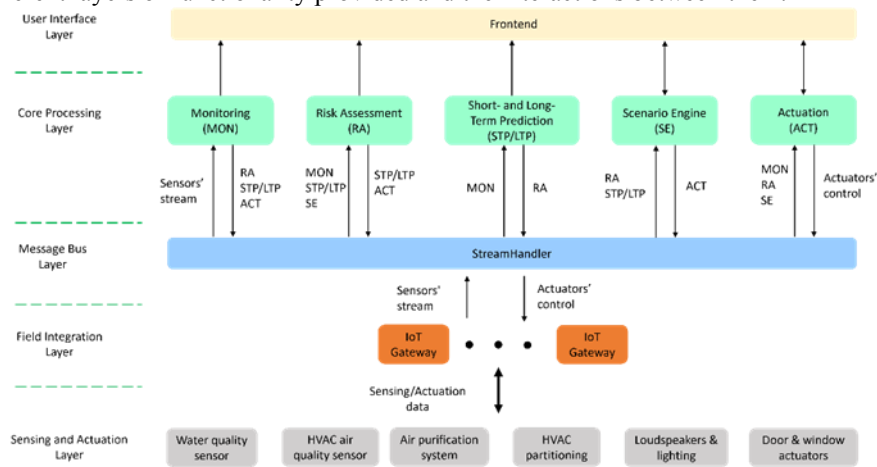 User Interface
Layer
Frontend
Core Processing
Layer
Monitoring
(MON)
Risk Assessment
(RA)
Short- and Long-
Term Prediction
(STP/LTP)
Scenario Engine
(SE)
Actuation
(ACT)
Sensors'
stream
RA
STP/LTP
ACT
MON
STP/LTP
SE
STP/LTP
ACT
MON
RA
RA
STP/LTP
ACT
MON
RA
SE
Actuators'
control
Message Bus
Layer
StreamHandler
Sensors'
stream
Actuators'
control
Field Integration
Layer
IoT
Gateway
IoT
Gateway
Sensing/Actuation
data
Sensing and Actuation
Layer
Water quality
sensor
HVAC air
quality sensor
Air purification
system
HVAC
partitioning
Loudspeakers &
lighting
Door & window
actuators